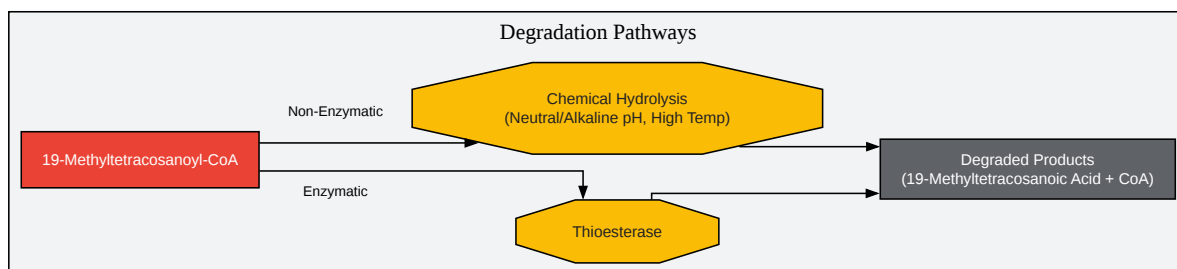 Degradation Pathways
Non-Enzymatic
Chemical Hydrolysis
(Neutral/Alkaline pH, High Temp)
19-Methyltetracosanoyl-CoA
Degraded Products
(19-Methyltetracosanoic Acid + CoA)
Enzymatic
Thioesterase